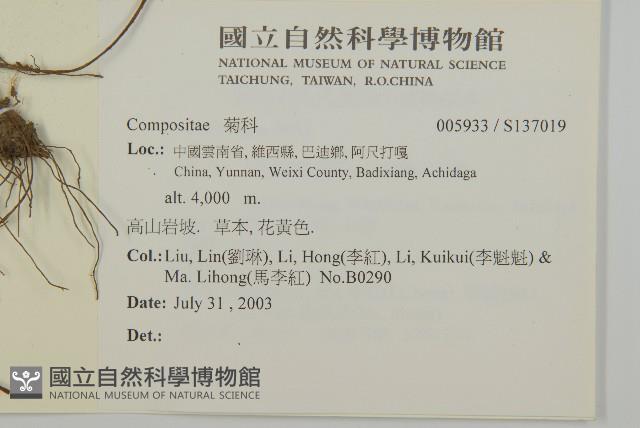 國立自然科學博物館
NATIONAL MUSEUM OF NATURAL SCIENCE
TAICHUNG, TAIWAN, R.O.CHINA
Compositae 菊科 005933 / S137019
Loc.: 中國雲南省, 維西縣, 巴迪鄉, 阿尺打嘎
China, Yunnan, Weixi County, Badixiang, Achidaga
alt. 4,000 m.
高山岩坡. 草本, 花黃色.
Col.: Liu, Lin(劉琳), Li, Hong(李紅), Li, Kuikui(李魁魁) &
Ma. Lihong(馬李紅) No.B0290
Date: July 31 , 2003
Det.:
國立自然科學博物館
NATIONAL MUSEUM OF NATURAL SCIENCE